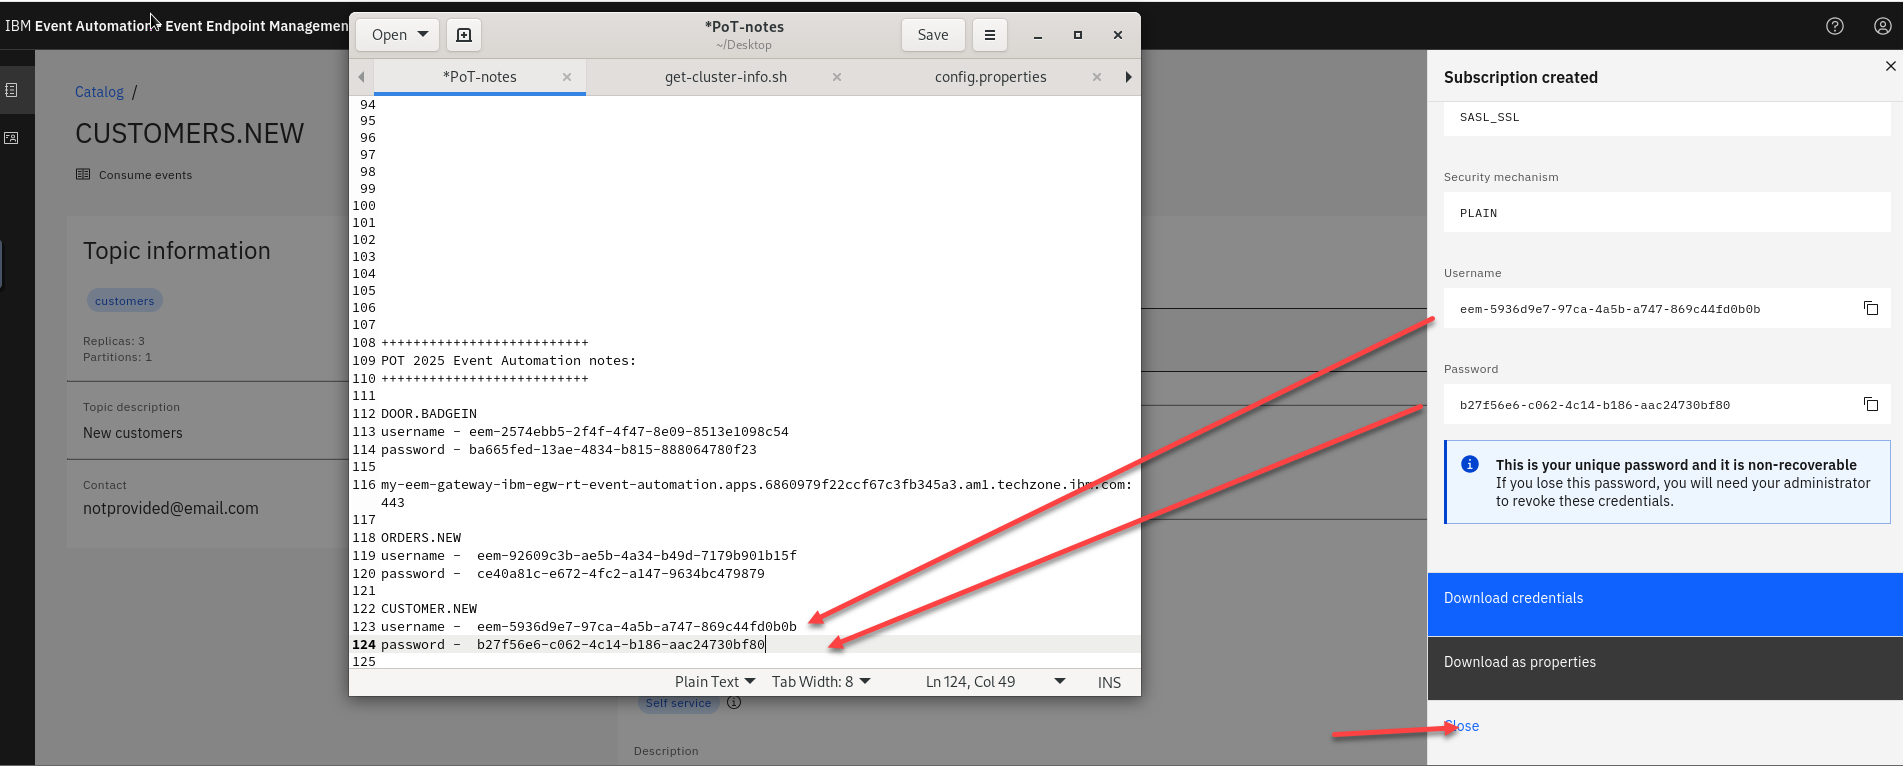 IBM Event Automation Event Endpoint Managemen
Catalog /
CUSTOMERS.NEW
Consume events
Topic information
customers
Replicas: 3
Partitions: 1
Topic description
New customers
Contact
notprovided@email.com
Open
*PoT-notes
~/Desktop
Save
*PoT-notes
get-cluster-info.sh
config.properties
94
95
96
97
98
99
100
101
102
103
104
105
106
107
108 ++++++++++++++++++++++++++
109 POT 2025 Event Automation notes:
110 ++++++++++++++++++++++++++
111
112 DOOR.BADGEIN
113 username - eem-2574ebb5-2f4f-4f47-8e09-8513e1098c54
114 password - ba665fed-13ae-4834-b815-888064780f23
115
116 my-eem-gateway-ibm-egw-rt-event-automation.apps.6860979f22ccf67c3fb345a3.am1.techzone.ibm.com:
443
117
118 ORDERS.NEW
119 username -  eem-92609c3b-ae5b-4a34-b49d-7179b901b15f
120 password -  ce40a81c-e672-4fc2-a147-9634bc479879
121
122 CUSTOMER.NEW
123 username -  eem-5936d9e7-97ca-4a5b-a747-869c44fd0b0b
124 password -  b27f56e6-c062-4c14-b186-aac24730bf80
125
Plain Text Tab Width: 8 Ln 124, Col 49 INS
Self service
Description
Subscription created
SASL_SSL
Security mechanism
PLAIN
Username
eem-5936d9e7-97ca-4a5b-a747-869c44fd0b0b
Password
b27f56e6-c062-4c14-b186-aac24730bf80
This is your unique password and it is non-recoverable
If you lose this password, you will need your administrator
to revoke these credentials.
Download credentials
Download as properties
Close